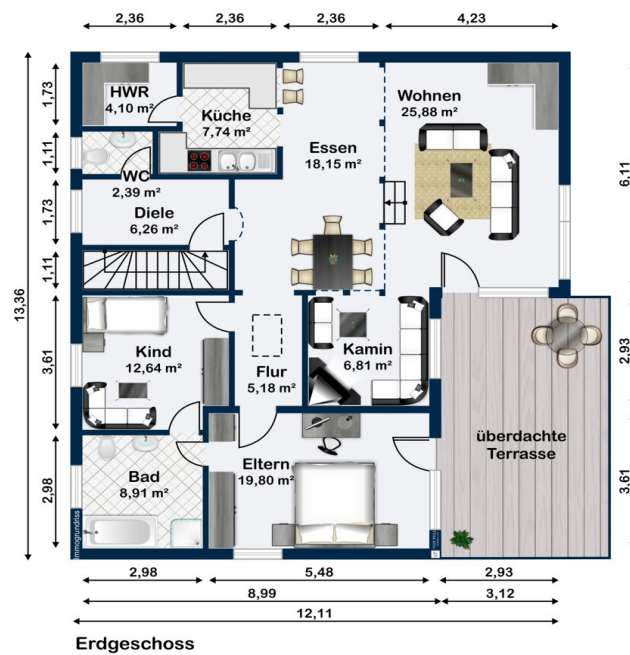 2,36
2,36
2,36
4,23
HWR
4,10 m²
Küche
7,74 m²
Wohnen
25,88 m²
Essen
18,15 m²
WC
2,39 m²
Diele
6,26 m²
1,73
1,11
1,73
1,11
3,61
2,98
13,36
6,11
2,93
3,61
Kind
12,64 m²
Flur
5,18 m²
Kamin
6,81 m²
Bad
8,91 m²
Eltern
19,80 m²
überdachte
Terrasse
Immogrundriss
2,98
5,48
2,93
8,99
3,12
12,11
Erdgeschoss